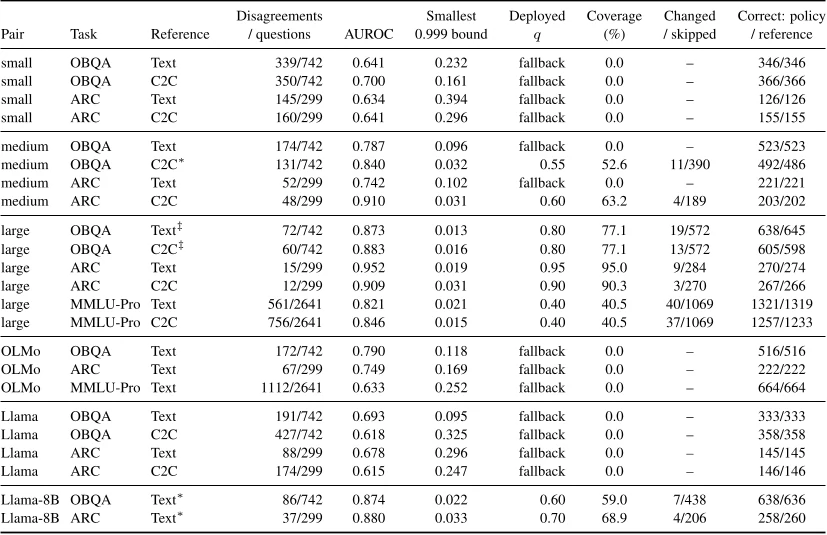 Disagreements Smallest Deployed Coverage Changed Correct: policy
Pair Task Reference / questions AUROC 0.999 bound q (%) / skipped / reference
small OBQA Text 339/742 0.641 0.232 fallback 0.0 – 346/346
small OBQA C2C 350/742 0.700 0.161 fallback 0.0 – 366/366
small ARC Text 145/299 0.634 0.394 fallback 0.0 – 126/126
small ARC C2C 160/299 0.641 0.296 fallback 0.0 – 155/155
medium OBQA Text 174/742 0.787 0.096 fallback 0.0 – 523/523
medium OBQA C2C* 131/742 0.840 0.032 0.55 52.6 11/390 492/486
medium ARC Text 52/299 0.742 0.102 fallback 0.0 – 221/221
medium ARC C2C 48/299 0.910 0.031 0.60 63.2 4/189 203/202
large OBQA Text‡ 72/742 0.873 0.013 0.80 77.1 19/572 638/645
large OBQA C2C‡ 60/742 0.883 0.016 0.80 77.1 13/572 605/598
large ARC Text 15/299 0.952 0.019 0.95 95.0 9/284 270/274
large ARC C2C 12/299 0.909 0.031 0.90 90.3 3/270 267/266
large MMLU-Pro Text 561/2641 0.821 0.021 0.40 40.5 40/1069 1321/1319
large MMLU-Pro C2C 756/2641 0.846 0.015 0.40 40.5 37/1069 1257/1233
OLMo OBQA Text 172/742 0.790 0.118 fallback 0.0 – 516/516
OLMo ARC Text 67/299 0.749 0.169 fallback 0.0 – 222/222
OLMo MMLU-Pro Text 1112/2641 0.633 0.252 fallback 0.0 – 664/664
Llama OBQA Text 191/742 0.693 0.095 fallback 0.0 – 333/333
Llama OBQA C2C 427/742 0.618 0.325 fallback 0.0 – 358/358
Llama ARC Text 88/299 0.678 0.296 fallback 0.0 – 145/145
Llama ARC C2C 174/299 0.615 0.247 fallback 0.0 – 146/146
Llama-8B OBQA Text* 86/742 0.874 0.022 0.60 59.0 7/438 638/636
Llama-8B ARC Text* 37/299 0.880 0.033 0.70 68.9 4/206 258/260